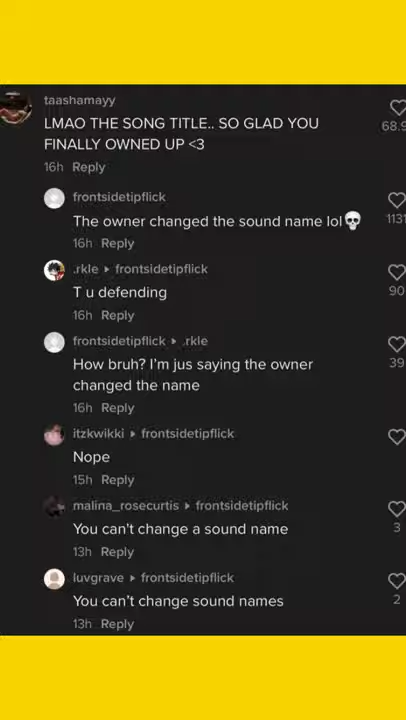 taashamayy
LMAO THE SONG TITLE.. SO GLAD YOU
FINALLY OWNED UP <3
68.9
16h Reply
frontsidetipflick
The owner changed the sound name lol💀
1131
16h Reply
.rkle ▸ frontsidetipflick
T u defending
90
16h Reply
frontsidetipflick ▸ .rkle
How bruh? I'm jus saying the owner
changed the name
39
16h Reply
itzkwikki ▸ frontsidetipflick
Nope
15h Reply
malina_rosecurtis ▸ frontsidetipflick
You can't change a sound name
3
13h Reply
luvgrave ▸ frontsidetipflick
You can't change sound names
2
13h Reply